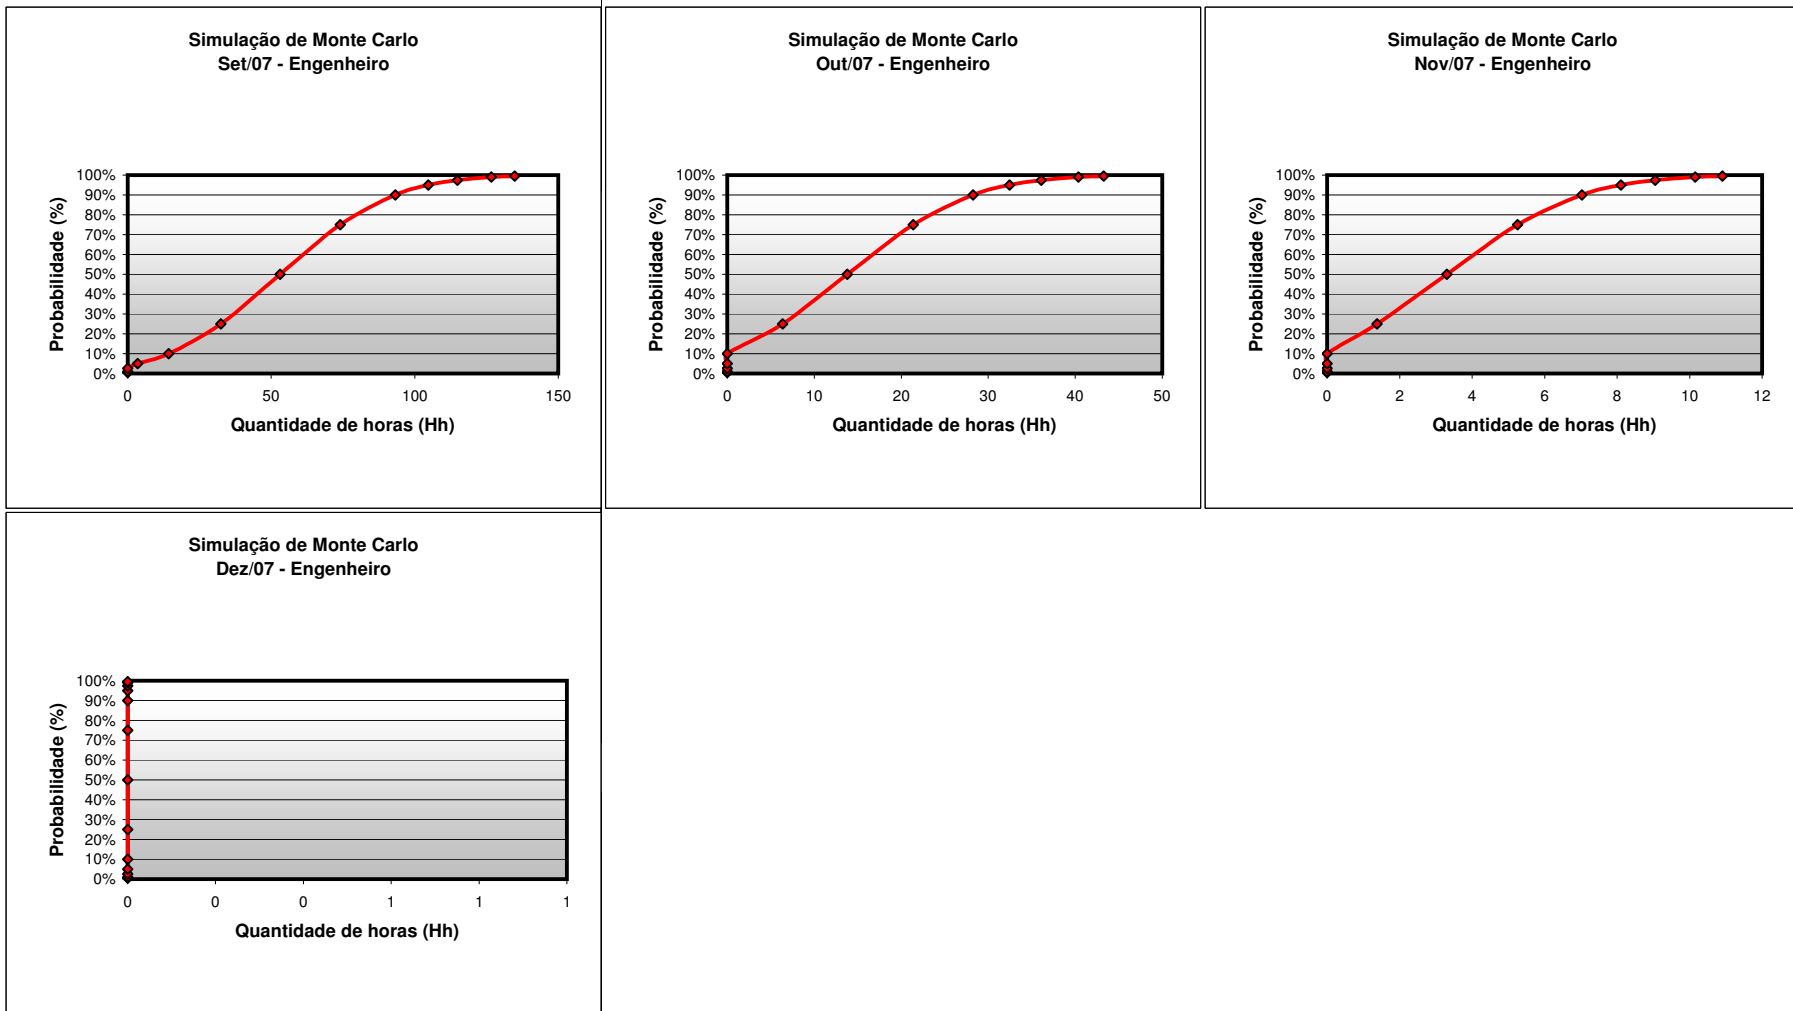 Simulação de Monte Carlo
Set/07 - Engenheiro
100%
90%
80%
70%
60%
50%
40%
30%
20%
10%
0%
Probabilidade (%)
0 50 100 150
Quantidade de horas (Hh)
Simulação de Monte Carlo
Out/07 - Engenheiro
100%
90%
80%
70%
60%
50%
40%
30%
20%
10%
0%
Probabilidade (%)
0 10 20 30 40 50
Quantidade de horas (Hh)
Simulação de Monte Carlo
Nov/07 - Engenheiro
100%
90%
80%
70%
60%
50%
40%
30%
20%
10%
0%
Probabilidade (%)
0 2 4 6 8 10 12
Quantidade de horas (Hh)
Simulação de Monte Carlo
Dez/07 - Engenheiro
100%
90%
80%
70%
60%
50%
40%
30%
20%
10%
0%
Probabilidade (%)
0 0 0 1 1 1
Quantidade de horas (Hh)